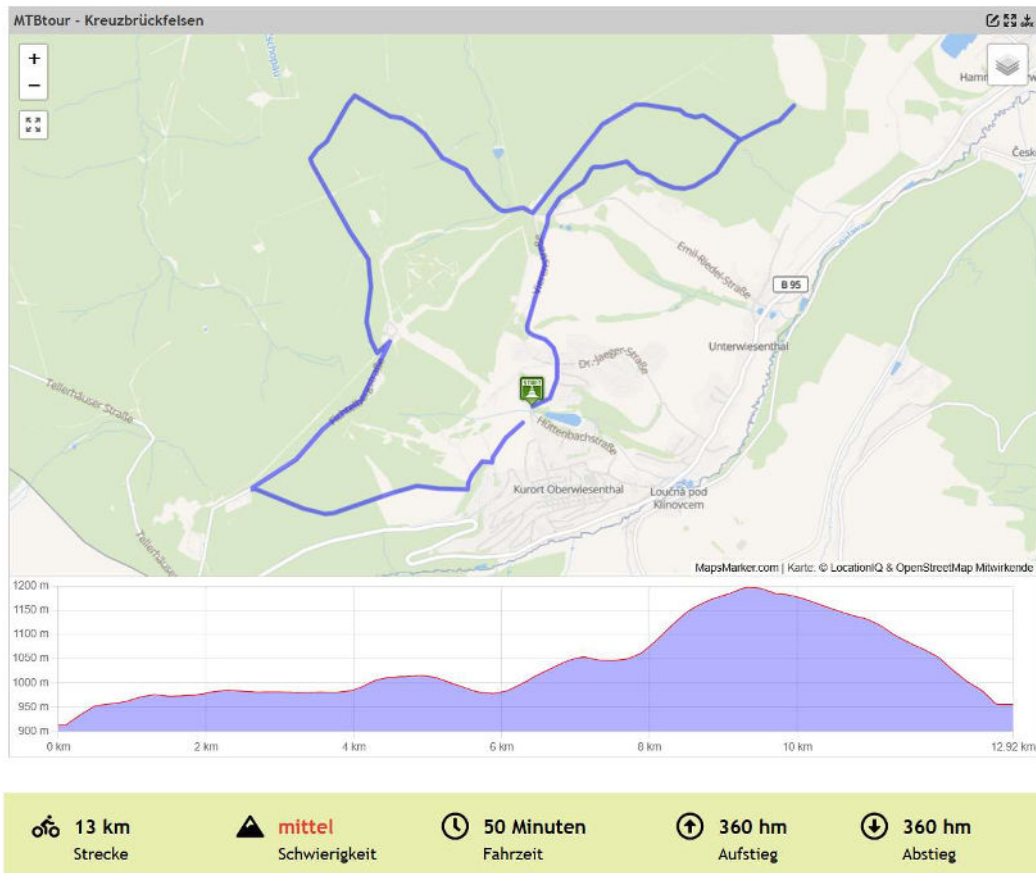 MTBtour - Kreuzbrückfelsen
GPX
+
−
Hamm
Česk
Emil-Riedel-Straße
B 95
Unterwiesenthal
Dr.-Jaeger-Straße
START
Hüttenbachstraße
Tellerhäuser Straße
Kurort Oberwiesenthal
Loučná pod
Klínovcem
MapsMarker.com | Karte: © LocationIQ & OpenStreetMap Mitwirkende
1200 m
1150 m
1100 m
1050 m
1000 m
950 m
900 m
0 km 2 km 4 km 6 km 8 km 10 km 12.92 km
13 km mittel 50 Minuten 360 hm 360 hm
Strecke Schwierigkeit Fahrzeit Aufstieg Abstieg